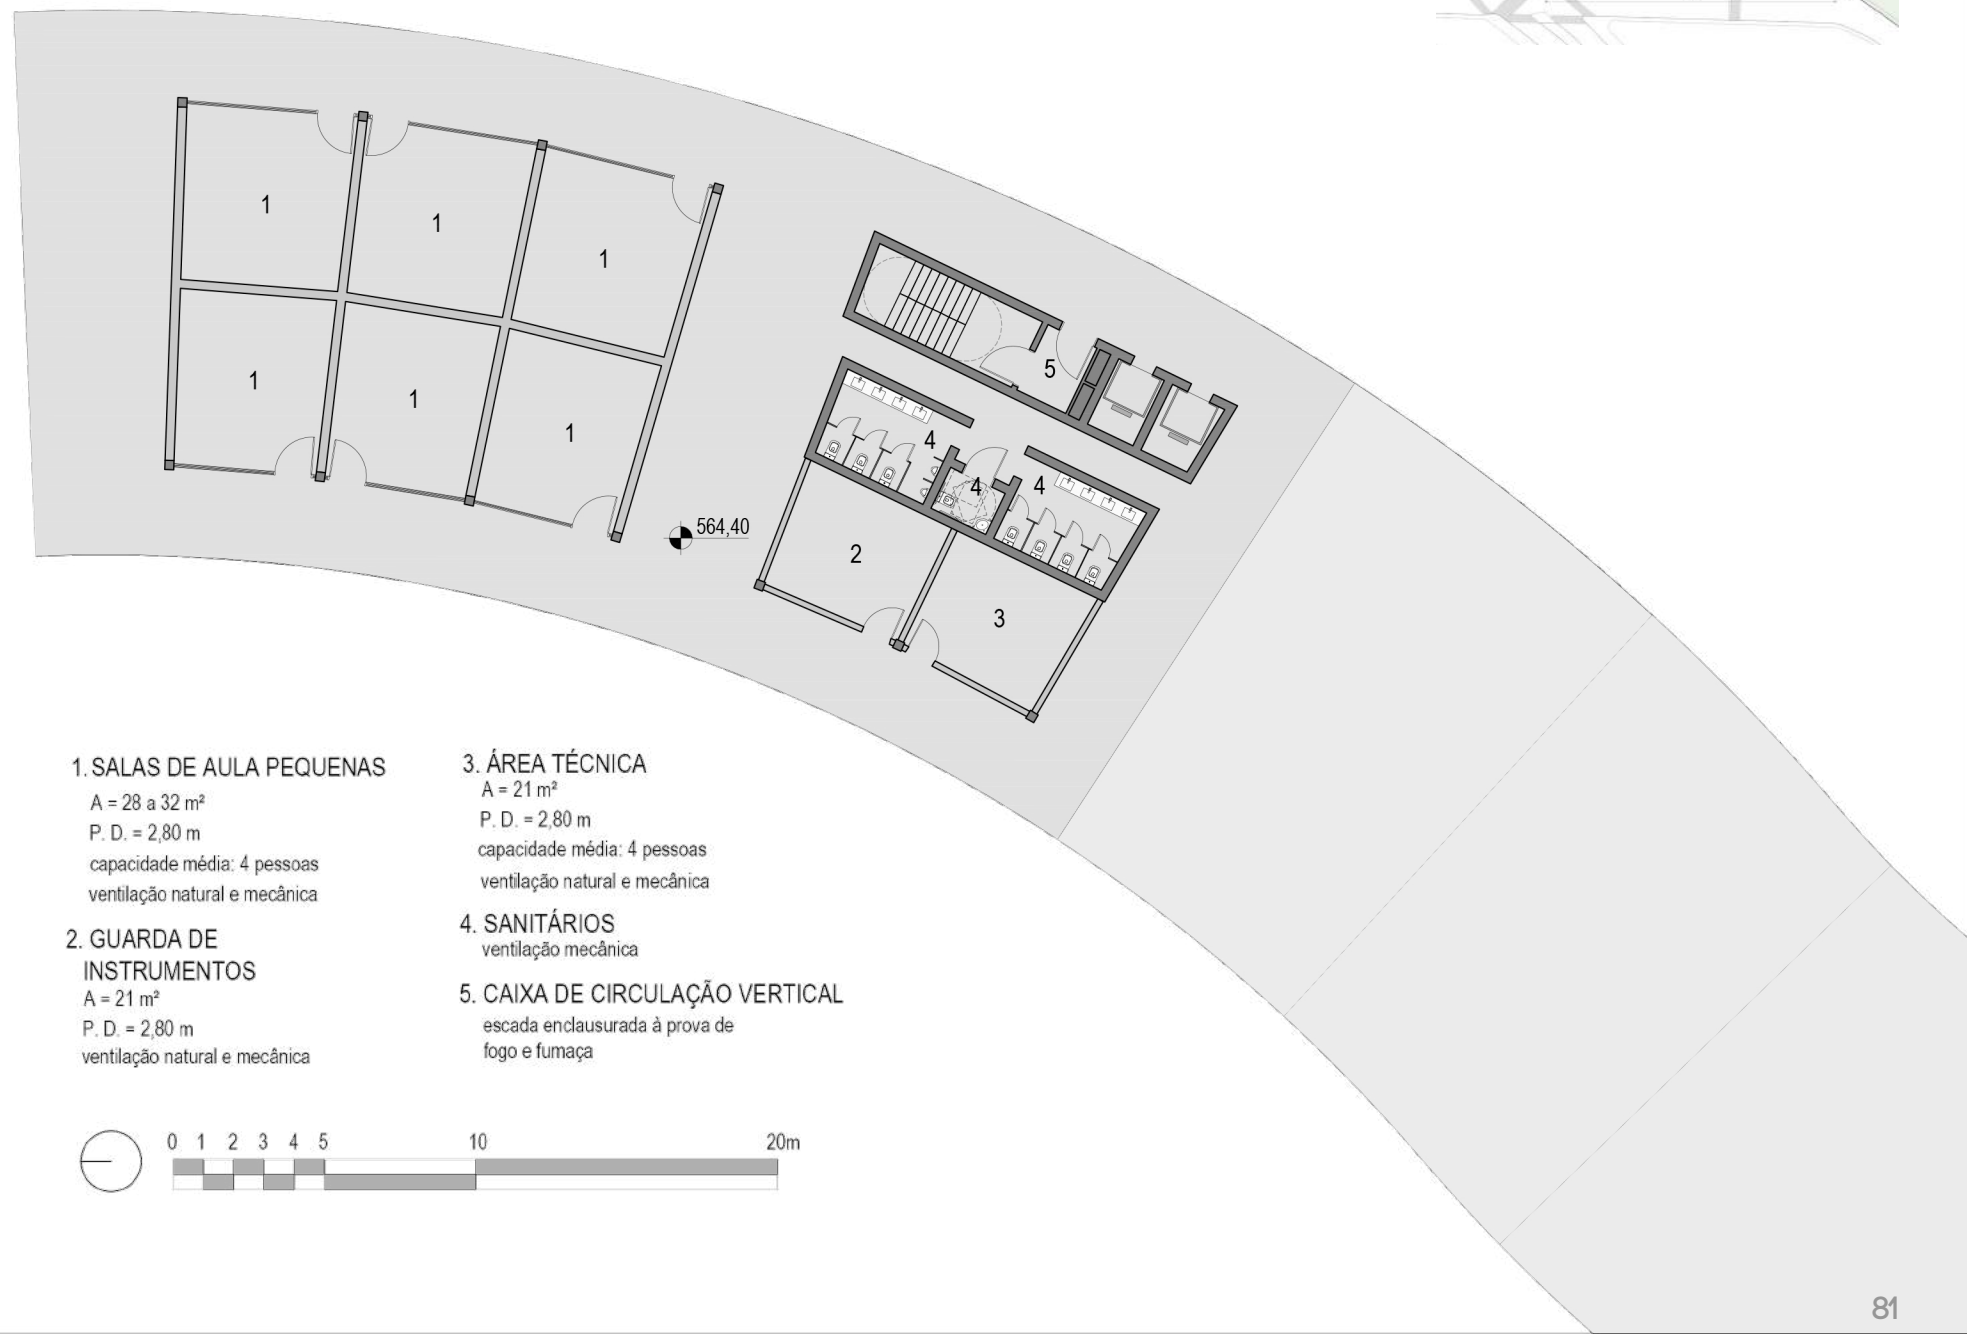 1
1
1
1
1
1
5
4
4
4
564,40
2
3
1. SALAS DE AULA PEQUENAS
A = 28 a 32 m²
P. D. = 2,80 m
capacidade média: 4 pessoas
ventilação natural e mecânica
2. GUARDA DE
INSTRUMENTOS
A = 21 m²
P. D. = 2,80 m
ventilação natural e mecânica
3. ÁREA TÉCNICA
A = 21 m²
P. D. = 2,80 m
capacidade média: 4 pessoas
ventilação natural e mecânica
4. SANITÁRIOS
ventilação mecânica
5. CAIXA DE CIRCULAÇÃO VERTICAL
escada enclausurada à prova de
fogo e fumaça
0 1 2 3 4 5 10 20m
81